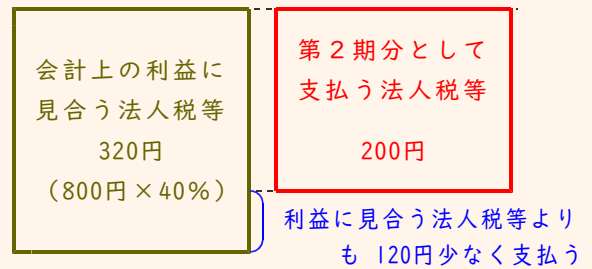 会計上の利益に
見合う法人税等
320円
（800円×40％）
第２期分として
支払う法人税等
200円
利益に見合う法人税等より
も 120円少なく支払う